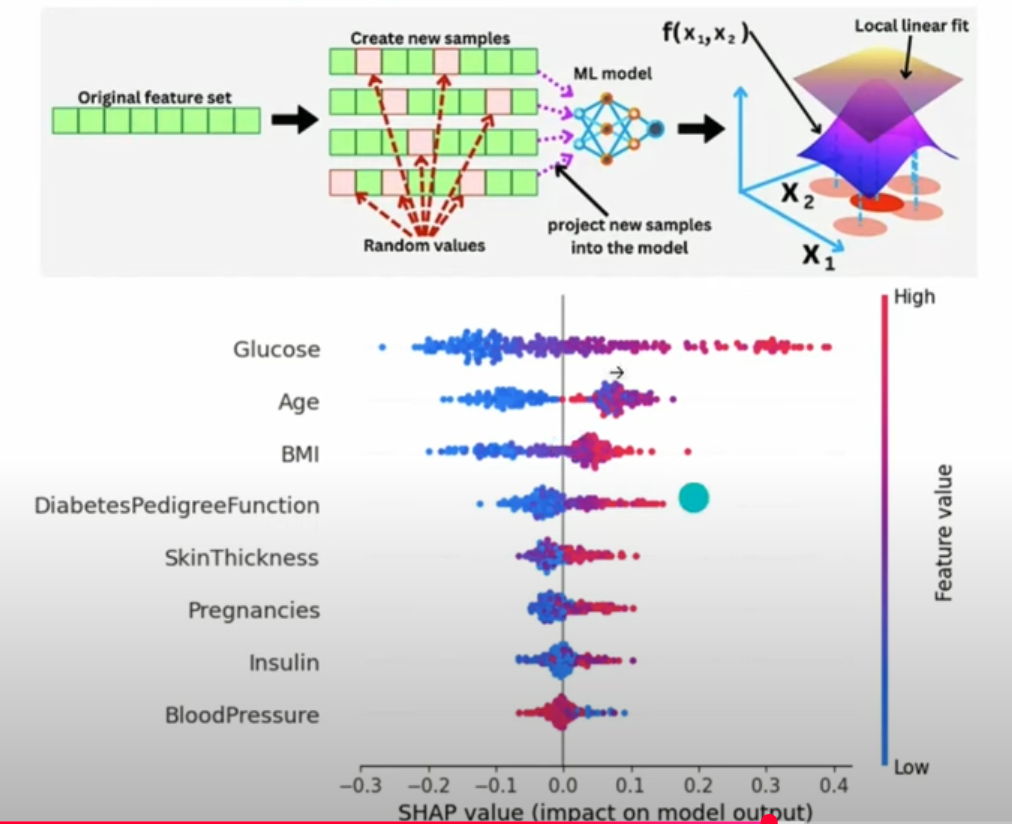 Create new samples
Original feature set
Random values
ML model
project new samples
into the model
f(x₁,x₂)
Local linear fit
X₂
X₁
High
Glucose
Age
BMI
DiabetesPedigreeFunction
SkinThickness
Pregnancies
Insulin
BloodPressure
Feature value
Low
−0.3 −0.2 −0.1 0.0 0.1 0.2 0.3 0.4
SHAP value (impact on model output)